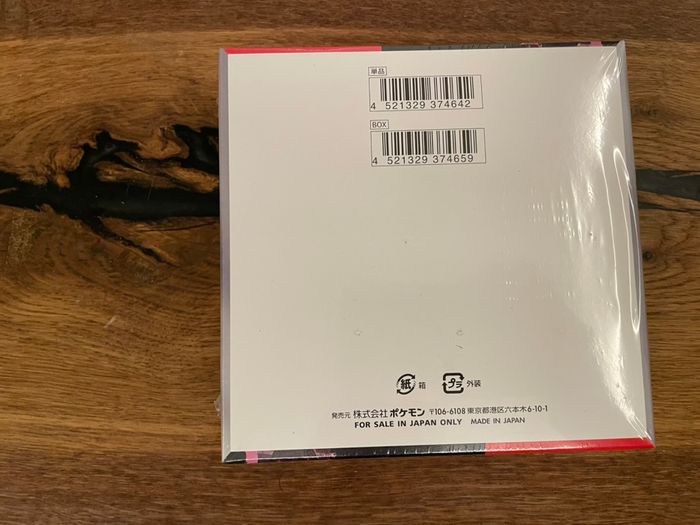 単品
4 521329 374642
BOX
4 521329 374659
紙 箱 プラ 外装
発売元 株式会社 ポケモン 〒106-6108 東京都港区六本木6-10-1
FOR SALE IN JAPAN ONLY MADE IN JAPAN